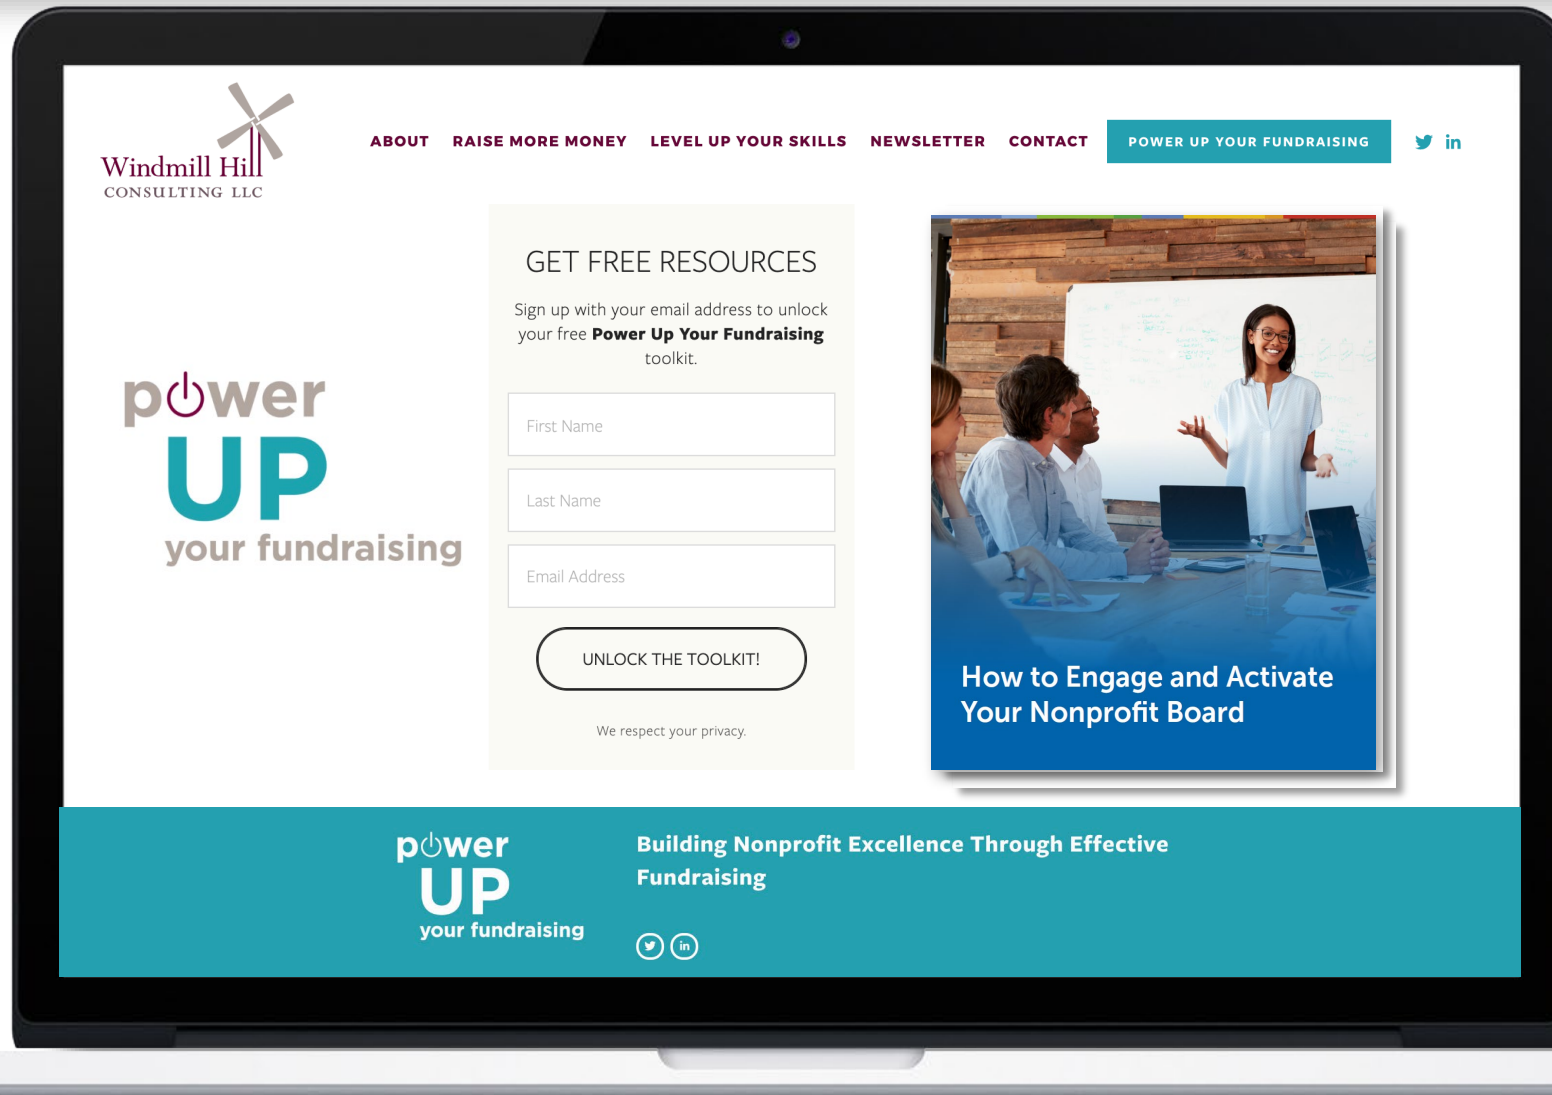 Windmill Hill
CONSULTING LLC
ABOUT RAISE MORE MONEY LEVEL UP YOUR SKILLS NEWSLETTER CONTACT POWER UP YOUR FUNDRAISING
power
UP
your fundraising
GET FREE RESOURCES
Sign up with your email address to unlock
your free Power Up Your Fundraising
toolkit.
First Name
Last Name
Email Address
UNLOCK THE TOOLKIT!
We respect your privacy.
How to Engage and Activate
Your Nonprofit Board
power
UP
your fundraising
Building Nonprofit Excellence Through Effective
Fundraising